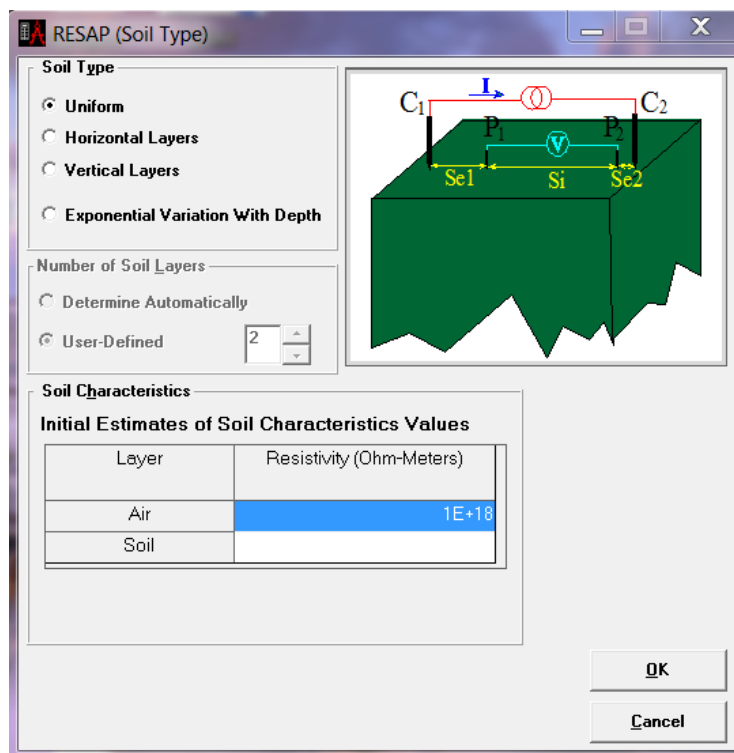 RESAP (Soil Type)
X
Soil Type
Uniform
Horizontal Layers
Vertical Layers
Exponential Variation With Depth
I
C1
C2
P1
P2
V
Se1
Si
Se2
Number of Soil Layers
Determine Automatically
User-Defined
2
Soil Characteristics
Initial Estimates of Soil Characteristics Values
Layer Resistivity (Ohm-Meters)
Air 1E+18
Soil
OK
Cancel